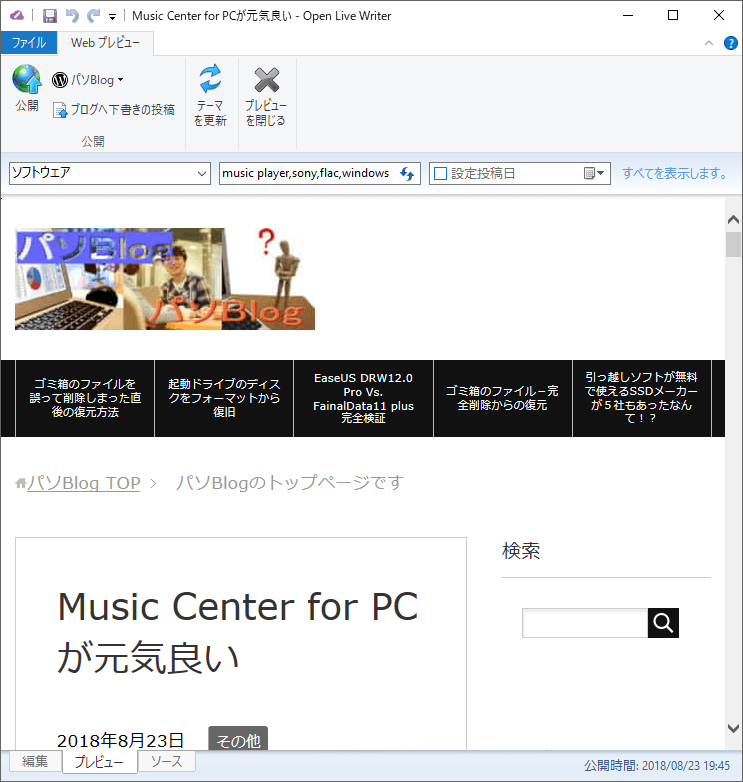 Music Center for PCが元気良い - Open Live Writer
ファイル
Web プレビュー
公開
パソBlog
ブログへ下書きの投稿
公開
テーマ
を更新
プレビュー
を閉じる
ソフトウェア
music player,sony,flac,windows
設定投稿日
すべてを表示します。
パソBlog
?
パソBlog
ゴミ箱のファイルを
誤って削除しまった直
後の復元方法
起動ドライブのディス
クをフォーマットから
復旧
EaseUS DRW12.0
Pro Vs.
FainalData11 plus
完全検証
ゴミ箱のファイル－完
全削除からの復元
引っ越しソフトが無料
で使えるSSDメーカー
が５社もあったなん
て！？
パソBlog TOP
パソBlogのトップページです
Music Center for PC
が元気良い
2018年8月23日
その他
検索
編集
プレビュー
ソース
公開時間: 2018/08/23 19:45